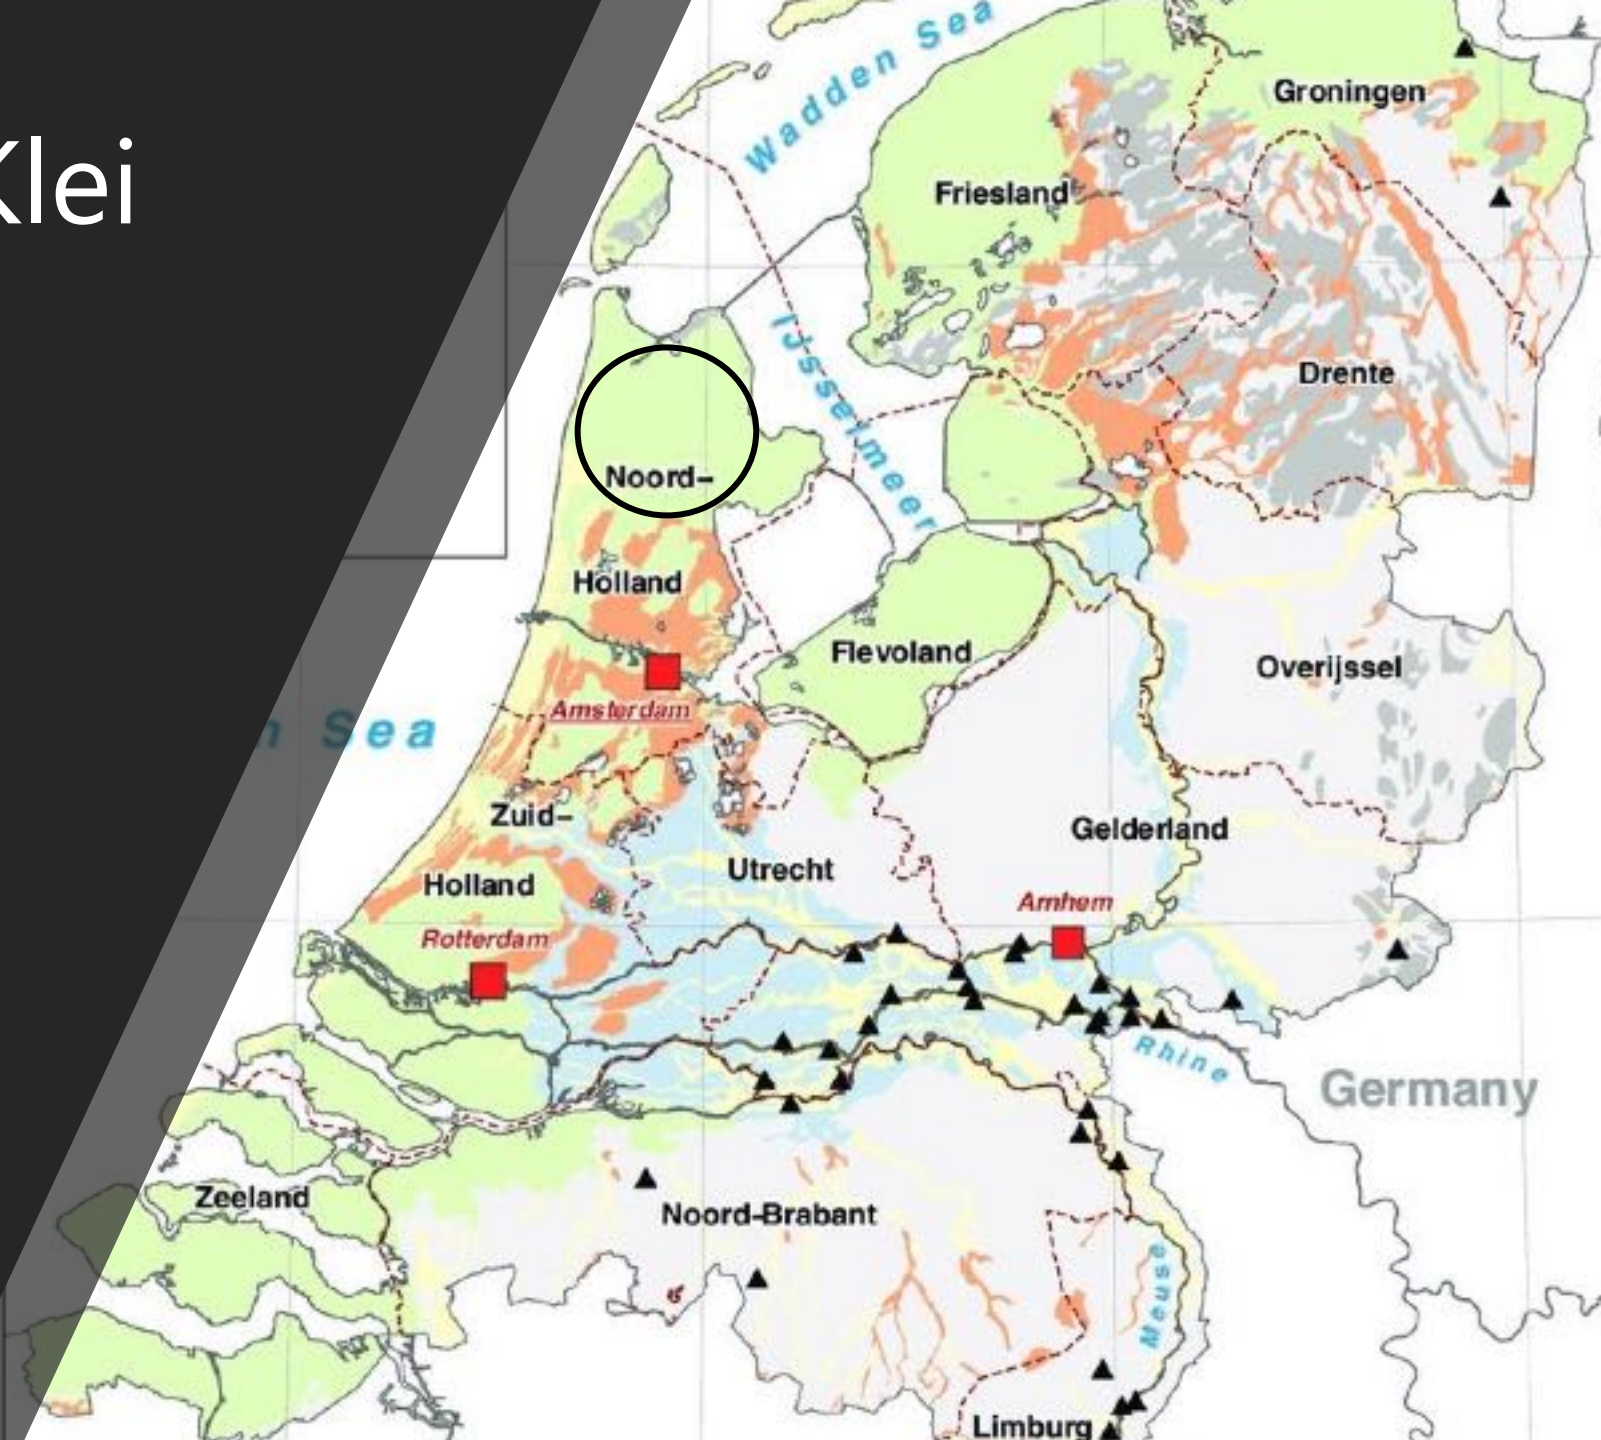 Klei
Wadden Sea
Groningen
Friesland
IJsselmeer
Drente
Noord–
Holland
Flevoland
Overijssel
Amsterdam
Sea
Zuid–
Holland
Utrecht
Gelderland
Arnhem
Rotterdam
Rhine
Germany
Zeeland
Noord–Brabant
Meuse
Limburg